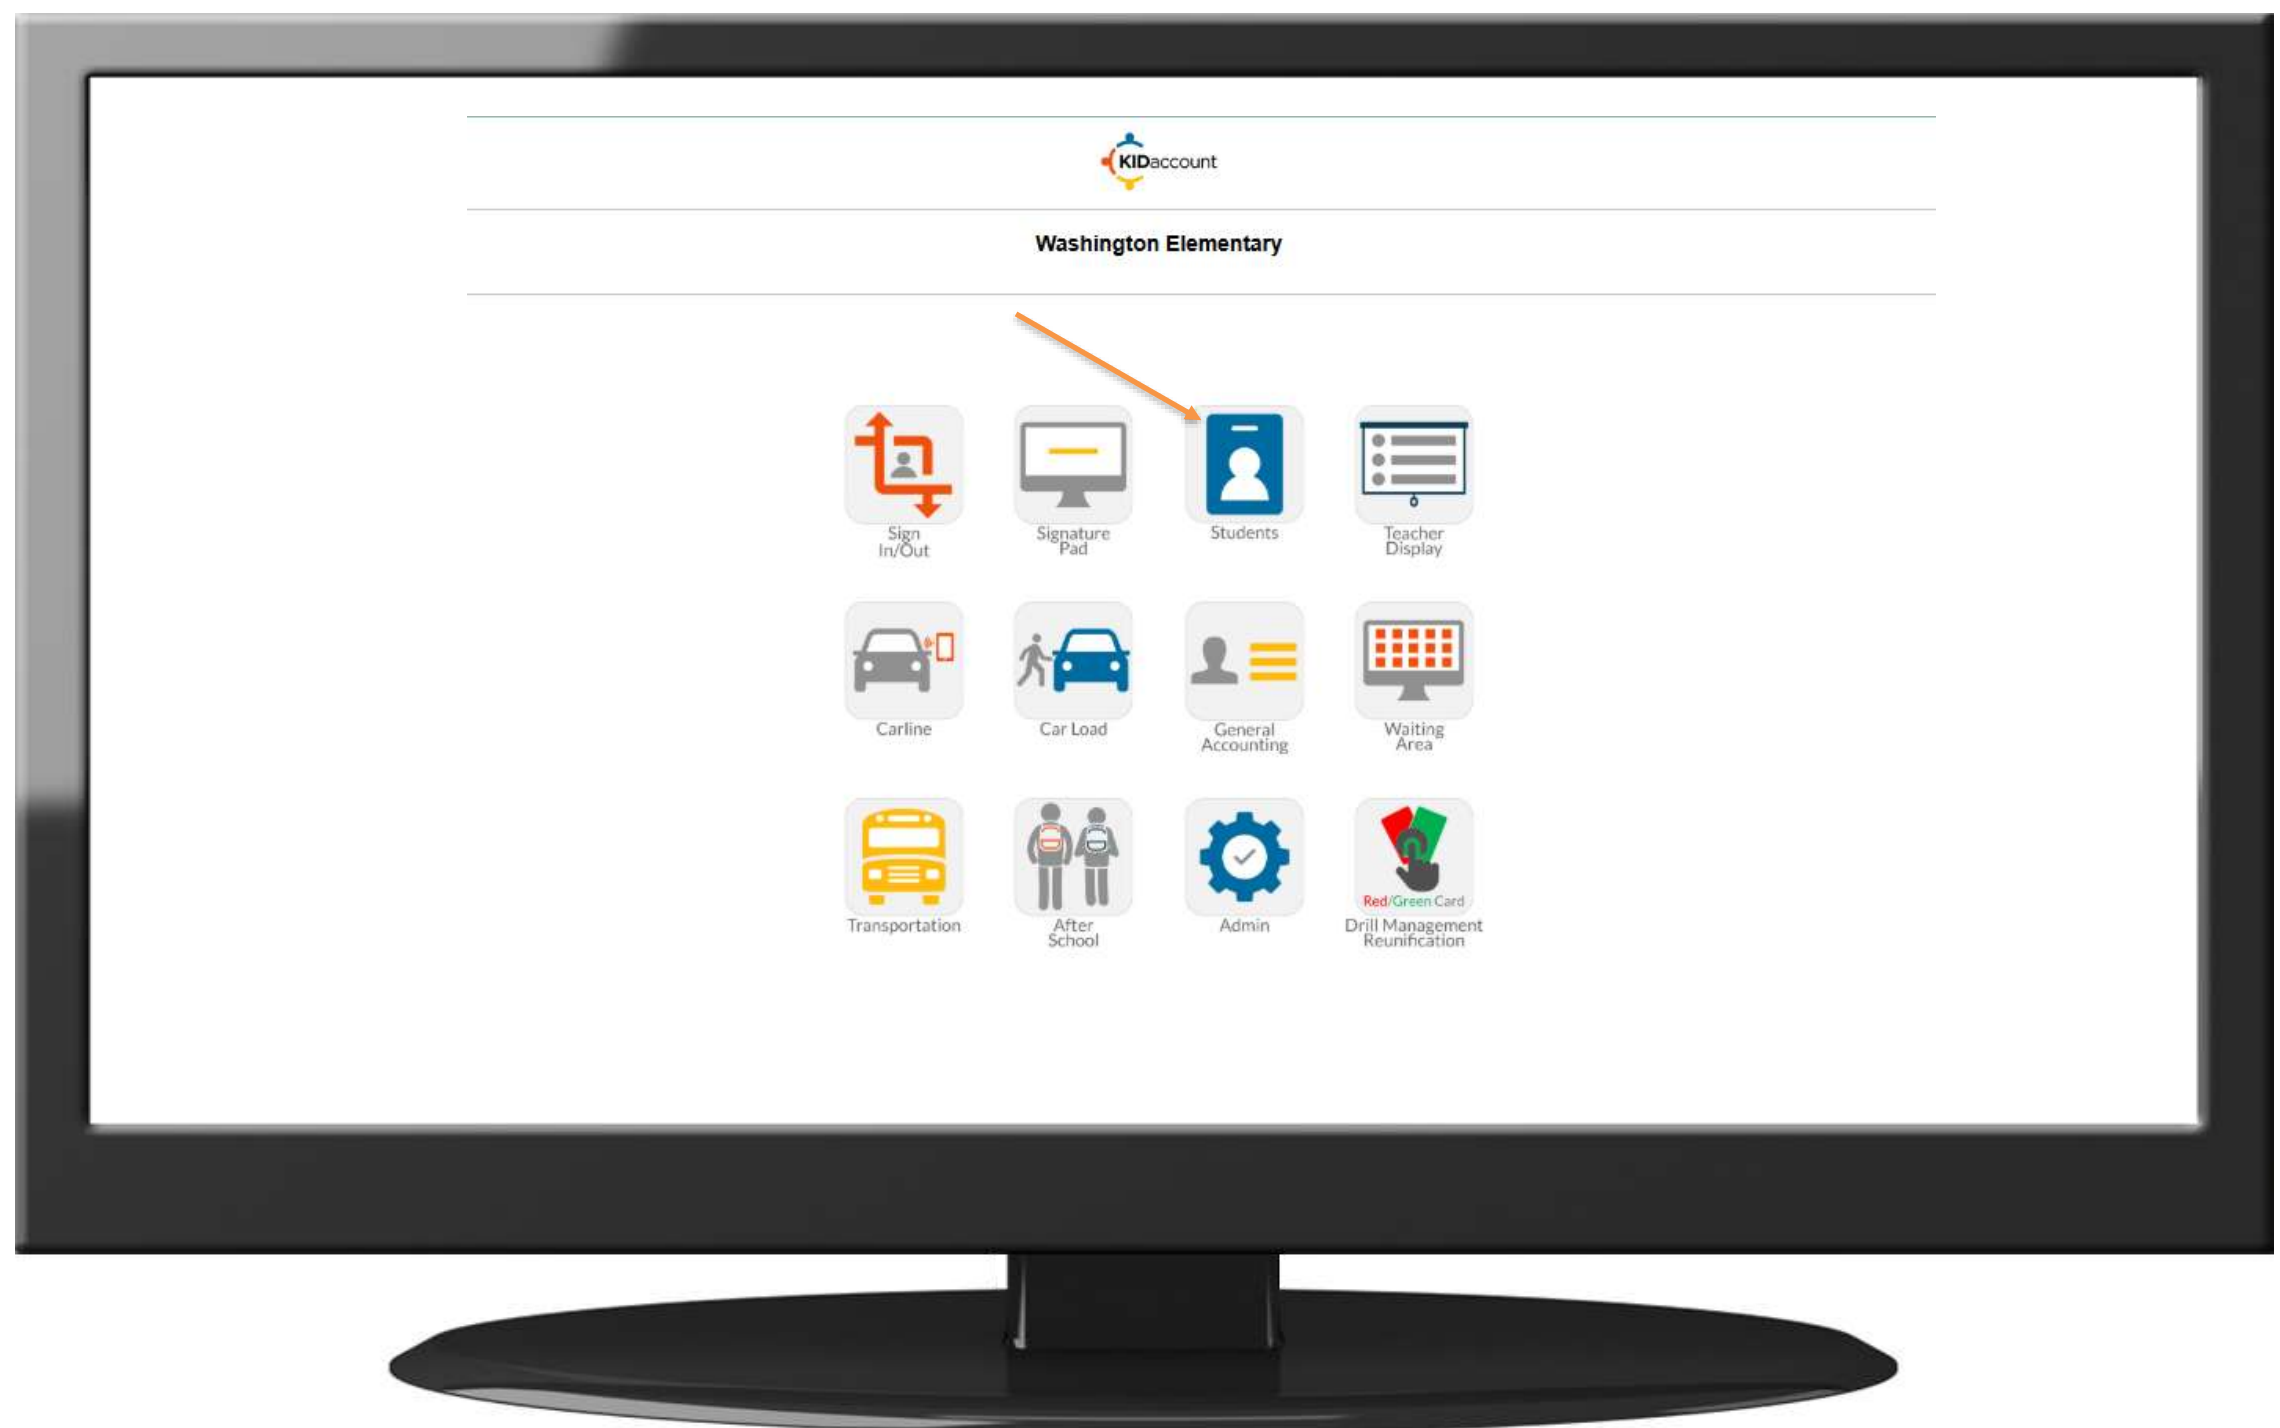 KIDaccount
Washington Elementary
Sign
In/Out
Signature
Pad
Students
Teacher
Display
Carline
Car Load
General
Accounting
Waiting
Area
Transportation
After
School
Admin
Red/Green Card
Drill Management
Reunification